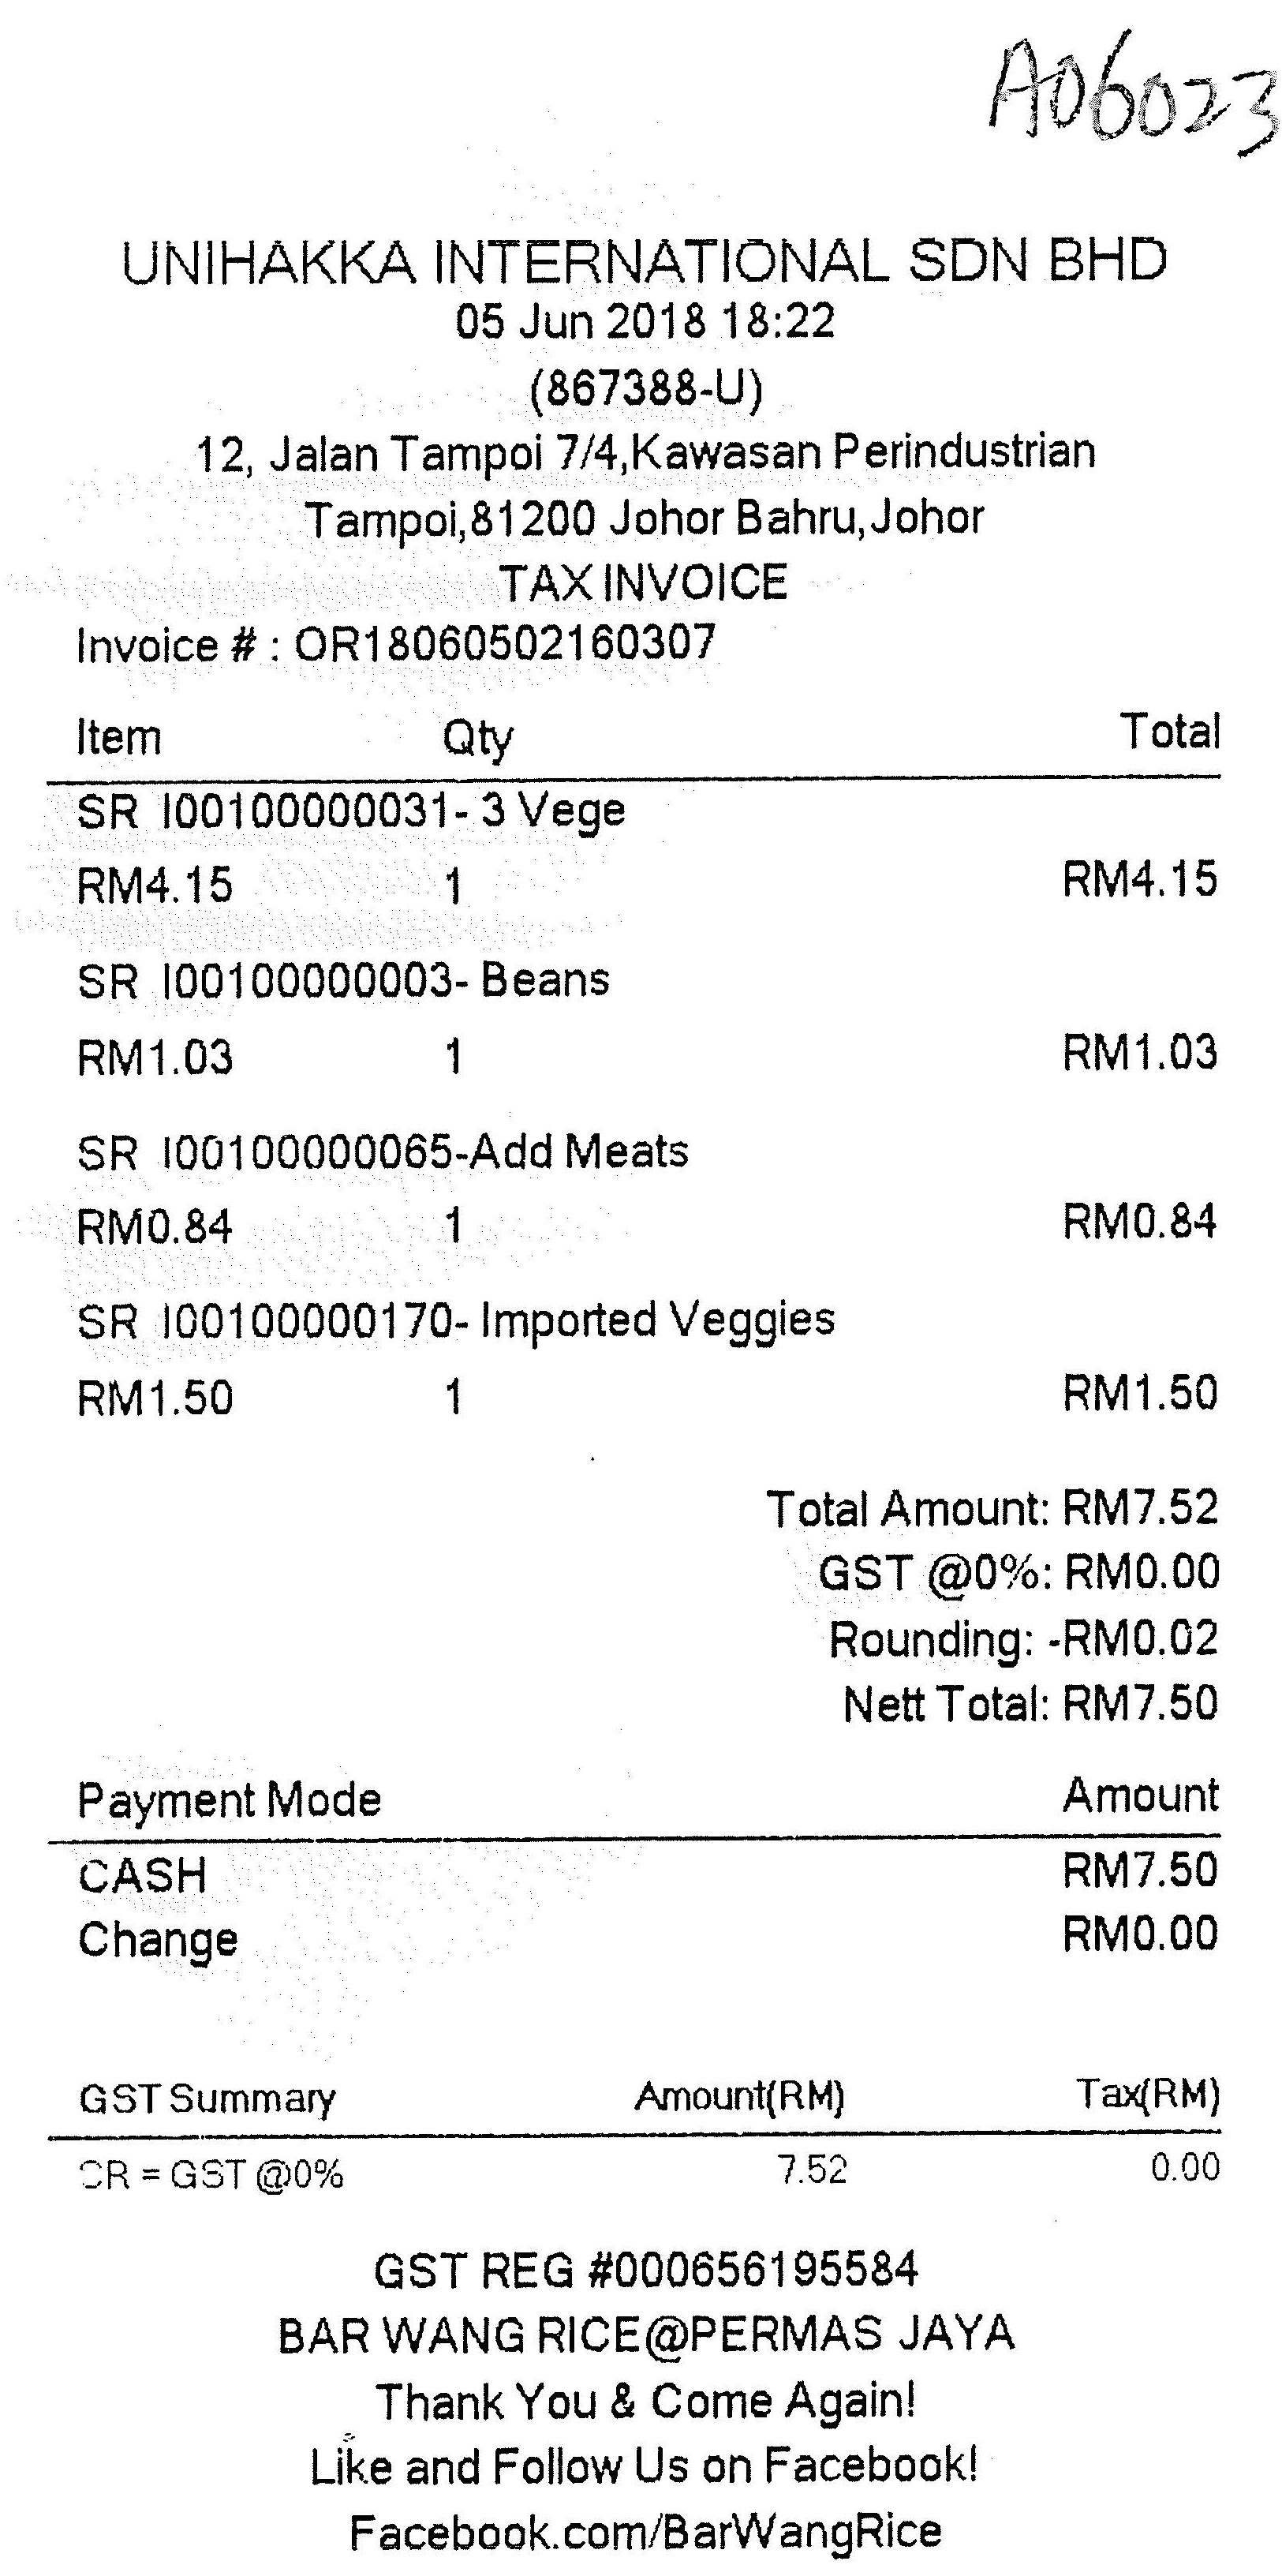 A06023
UNIHAKKA INTERNATIONAL SDN BHD
05 Jun 2018 18:22
(867388-U)
12, Jalan Tampoi 7/4,Kawasan Perindustrian
Tampoi,81200 Johor Bahru,Johor
TAX INVOICE
Invoice # : OR18060502160307
Item Qty Total
SR I00100000031- 3 Vege
RM4.15 1 RM4.15
SR I00100000003- Beans
RM1.03 1 RM1.03
SR I00100000065-Add Meats
RM0.84 1 RM0.84
SR I00100000170- Imported Veggies
RM1.50 1 RM1.50
Total Amount: RM7.52
GST @0%: RM0.00
Rounding: -RM0.02
Nett Total: RM7.50
Payment Mode Amount
CASH RM7.50
Change RM0.00
GST Summary Amount(RM) Tax(RM)
SR = GST @0% 7.52 0.00
GST REG #000656195584
BAR WANG RICE@PERMAS JAYA
Thank You & Come Again!
Like and Follow Us on Facebook!
Facebook.com/BarWangRice